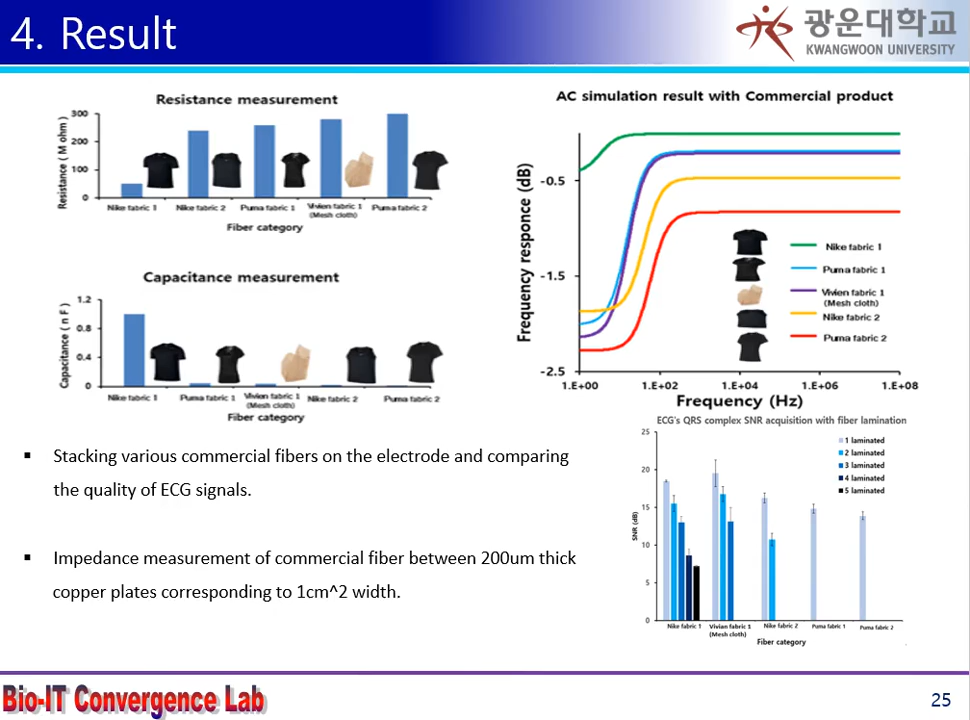 4. Result
광운대학교
KWANGWOON UNIVERSITY
Resistance measurement
Resistance ( M ohm )
300
200
100
0
Nike fabric 1
Nike fabric 2
Puma fabric 1
Vivien fabric 1
(Mesh cloth)
Puma fabric 2
Fiber category
Capacitance measurement
Capacitance ( n F )
1.2
0.8
0.4
0
Nike fabric 1
Puma fabric 1
Vivien fabric 1
(Mesh cloth)
Nike fabric 2
Puma fabric 2
Fiber category
AC simulation result with Commercial product
Frequency responce (dB)
-0.5
-1.5
-2.5
1.E+00
1.E+02
1.E+04
1.E+06
1.E+08
Frequency (Hz)
Nike fabric 1
Puma fabric 1
Vivien fabric 1
(Mesh cloth)
Nike fabric 2
Puma fabric 2
▪ Stacking various commercial fibers on the electrode and comparing
the quality of ECG signals.
▪ Impedance measurement of commercial fiber between 200um thick
copper plates corresponding to 1cm^2 width.
ECG's QRS complex SNR acquisition with fiber lamination
SNR (dB)
25
20
15
10
5
0
1 laminated
2 laminated
3 laminated
4 laminated
5 laminated
Nike fabric 1
Vivian fabric 1
(Mesh cloth)
Nike fabric 2
Puma fabric 1
Puma fabric 2
Fiber category
Bio-IT Convergence Lab
25